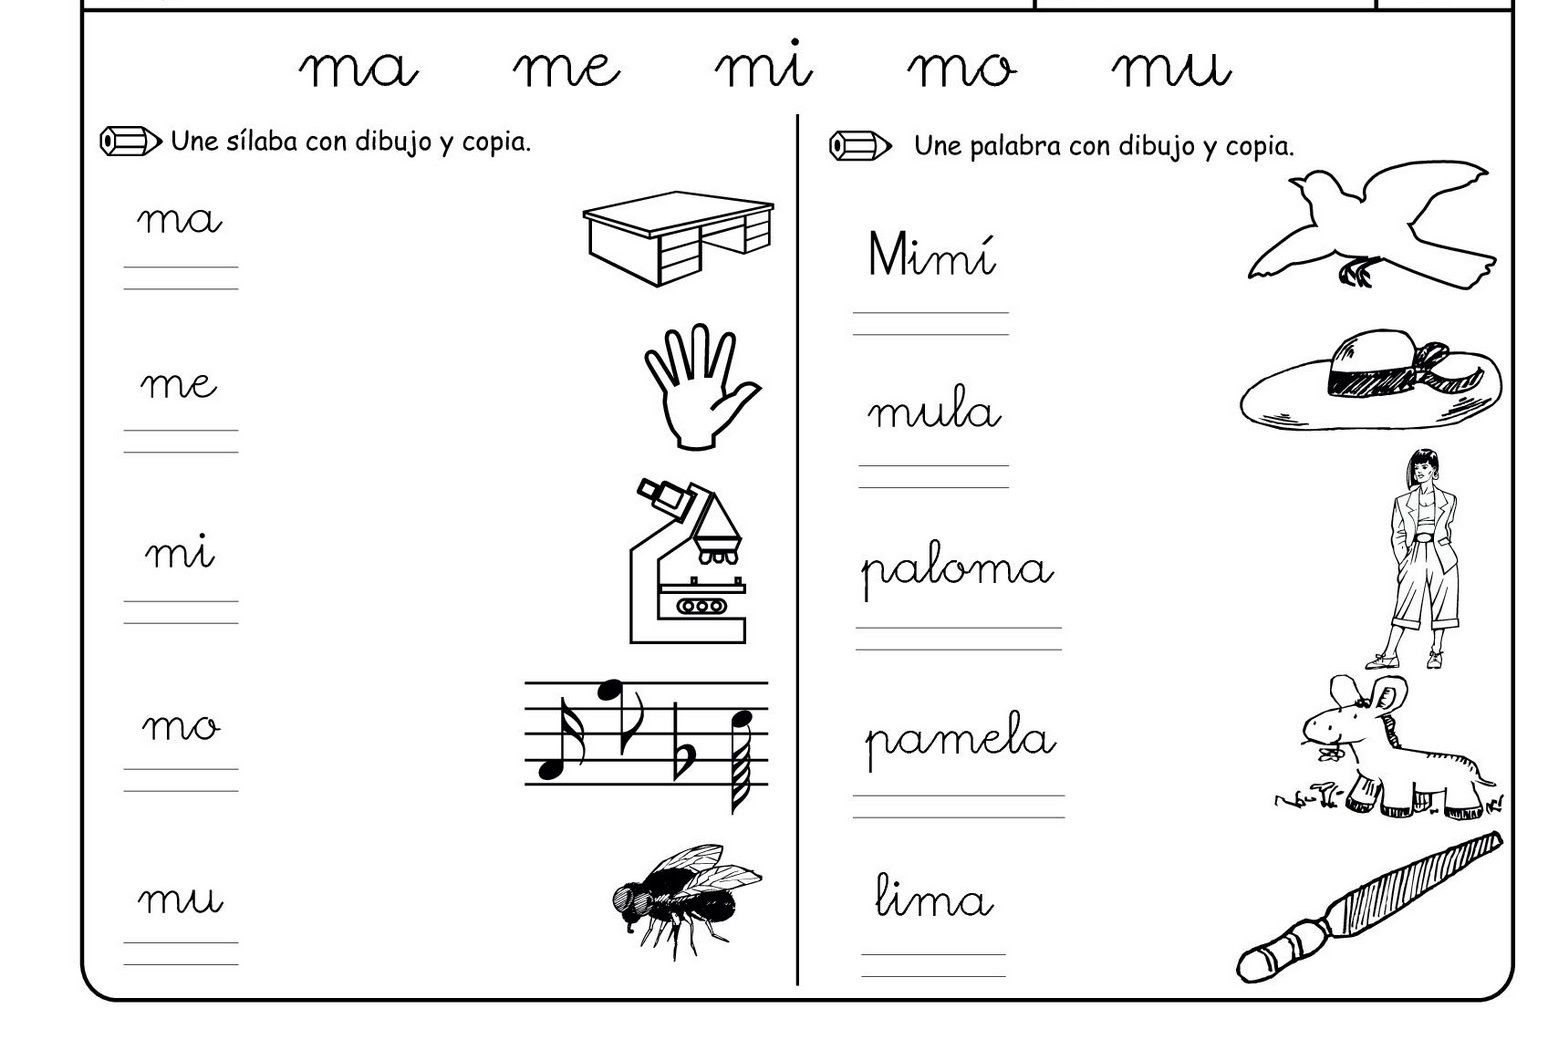 ma me mi mo mu
Une sílaba con dibujo y copia.
ma
me
mi
mo
mu
Une palabra con dibujo y copia.
Mimí
mula
paloma
pamela
lima